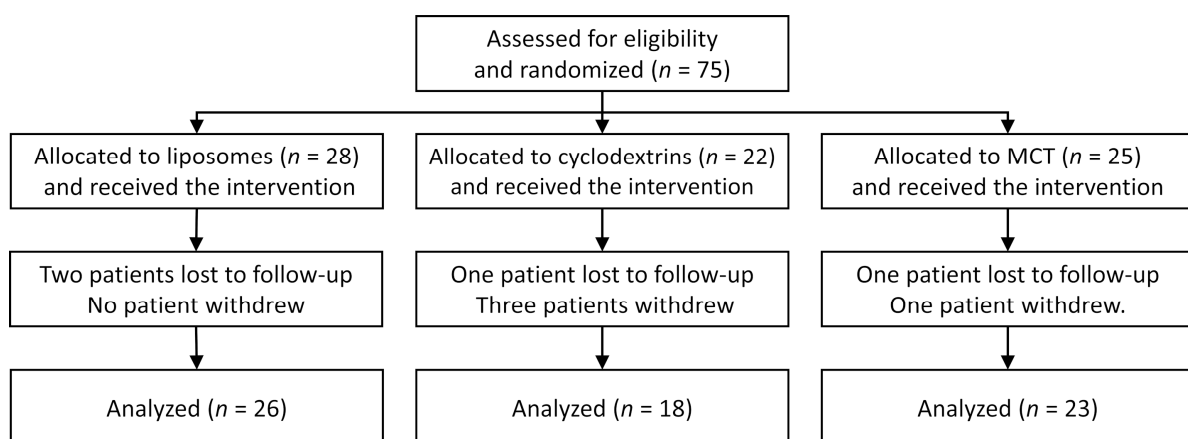 Assessed for eligibility
and randomized (n = 75)
Allocated to liposomes (n = 28)
and received the intervention
Allocated to cyclodextrins (n = 22)
and received the intervention
Allocated to MCT (n = 25)
and received the intervention
Two patients lost to follow-up
No patient withdrew
One patient lost to follow-up
Three patients withdrew
One patient lost to follow-up
One patient withdrew.
Analyzed (n = 26)
Analyzed (n = 18)
Analyzed (n = 23)